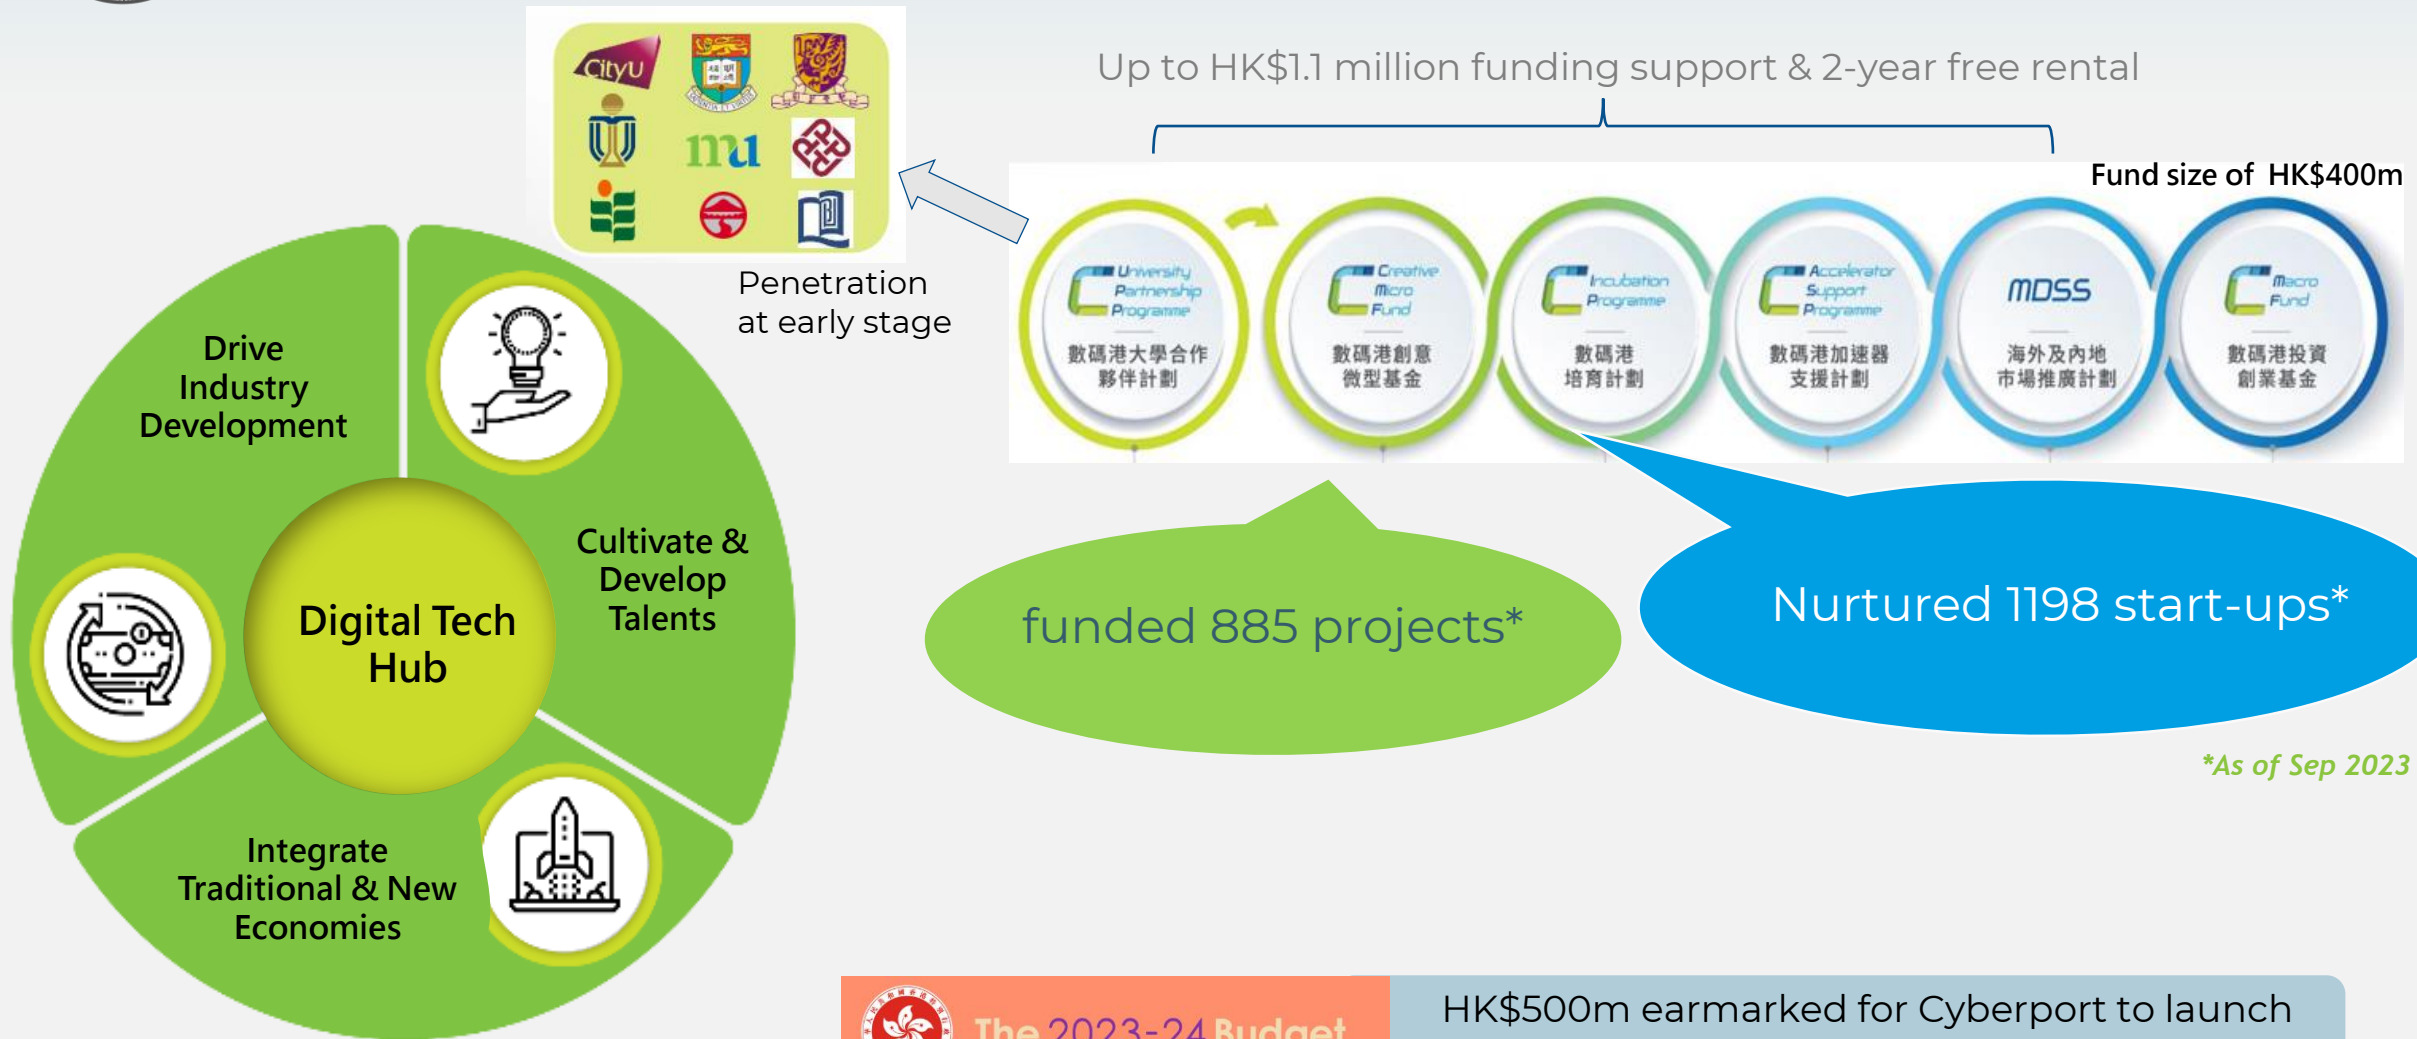 CityU
Up to HK$1.1 million funding support & 2-year free rental
Fund size of HK$400m
mu
Penetration
at early stage
University
Partnership
Programme
數碼港大學合作
夥伴計劃
Creative
Micro
Fund
數碼港創意
微型基金
Incubation
Programme
數碼港
培育計劃
Accelerator
Support
Programme
數碼港加速器
支援計劃
MDSS
海外及內地
市場推廣計劃
Macro
Fund
數碼港投資
創業基金
Drive
Industry
Development
Cultivate &
Develop
Talents
Digital Tech
Hub
Integrate
Traditional & New
Economies
funded 885 projects*
Nurtured 1198 start-ups*
*As of Sep 2023
The 2023-24 Budget
HK$500m earmarked for Cyberport to launch